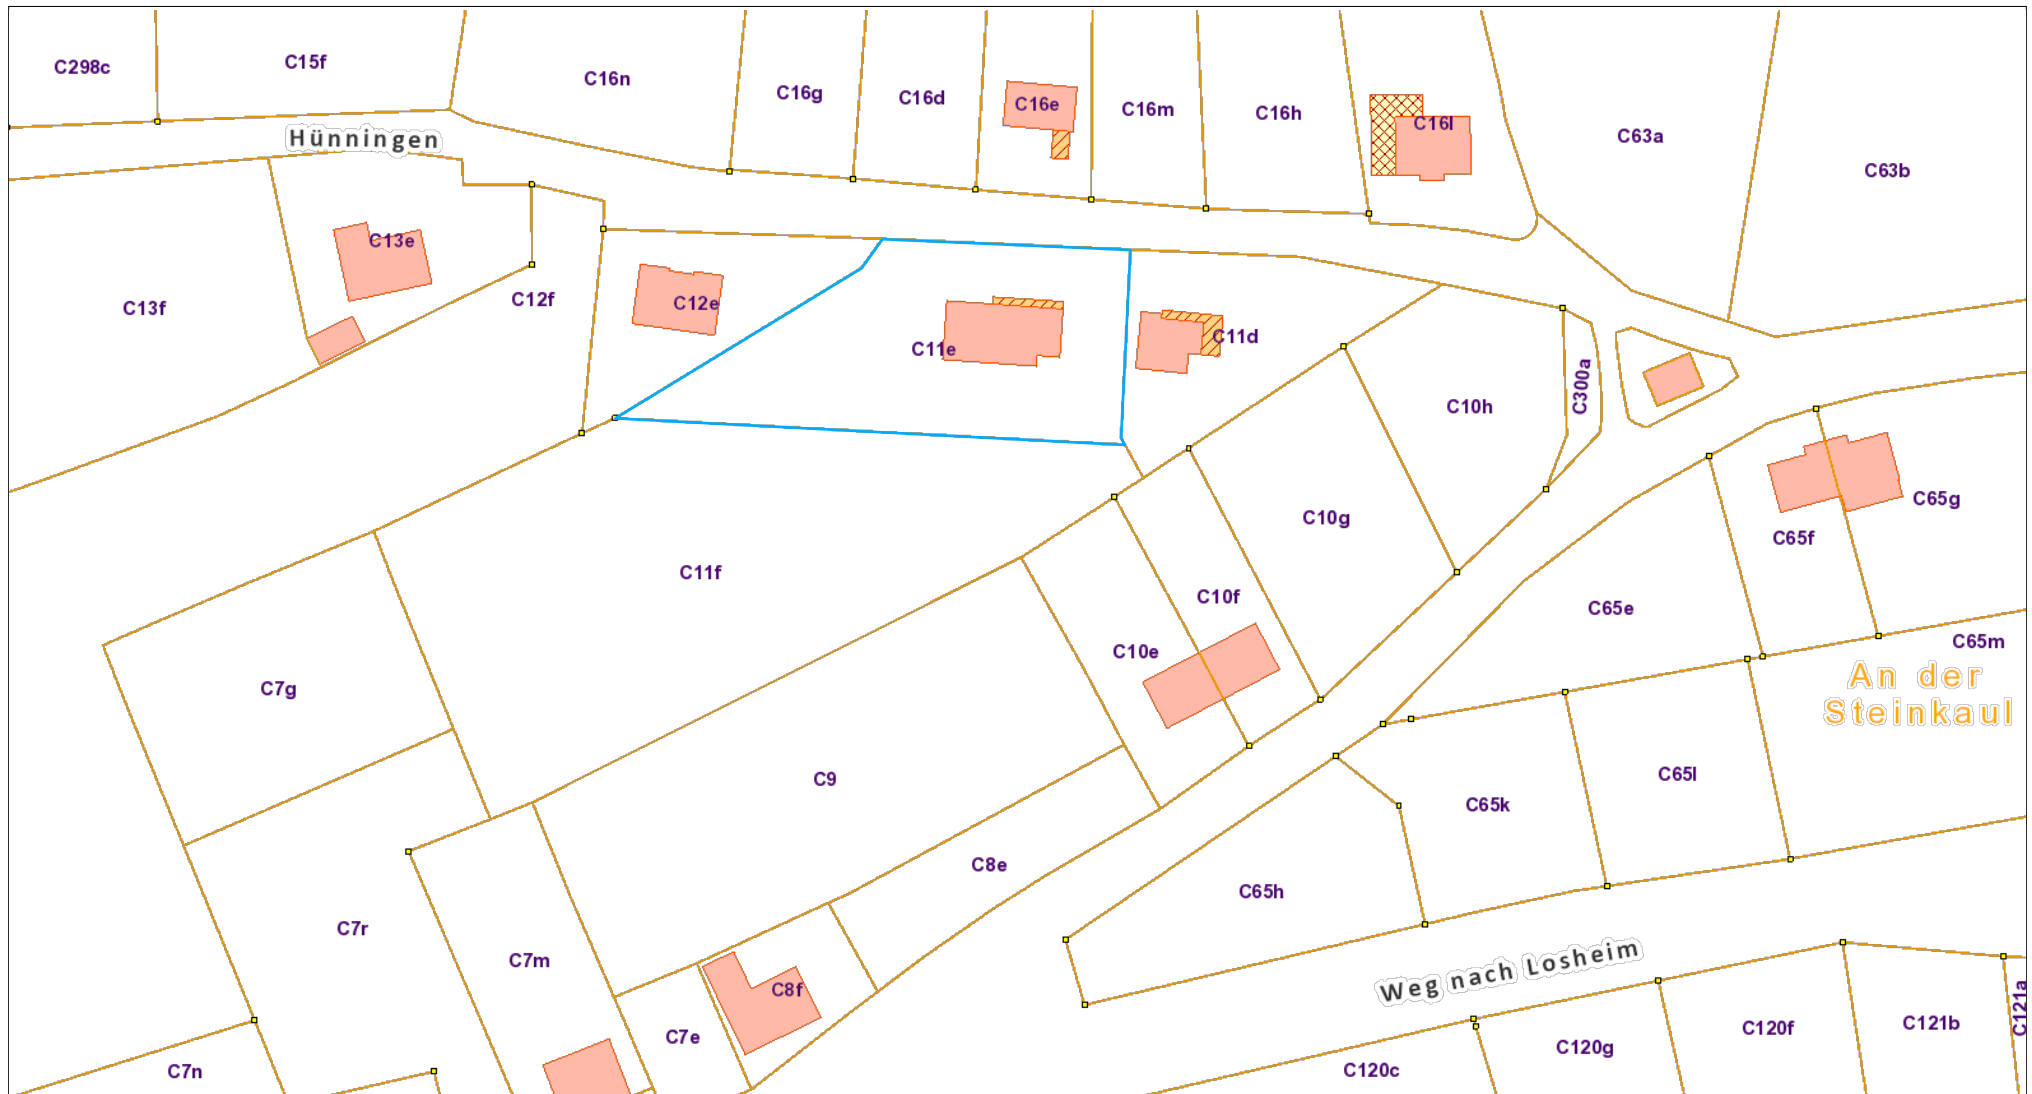 C298c
C15f
C16n
C16g
C16d
C16e
C16m
C16h
C16l
C63a
C63b
Hünningen
C13f
C13e
C12f
C12e
C11e
C11d
C10h
C300a
C65g
C65f
C10g
C11f
C10f
C65e
C65m
C10e
C7g
An der
Steinkaul
C9
C65l
C65k
C8e
C65h
C7r
C7m
C8f
Weg nach Losheim
C7e
C7n
C120c
C120g
C120f
C121b
C121a